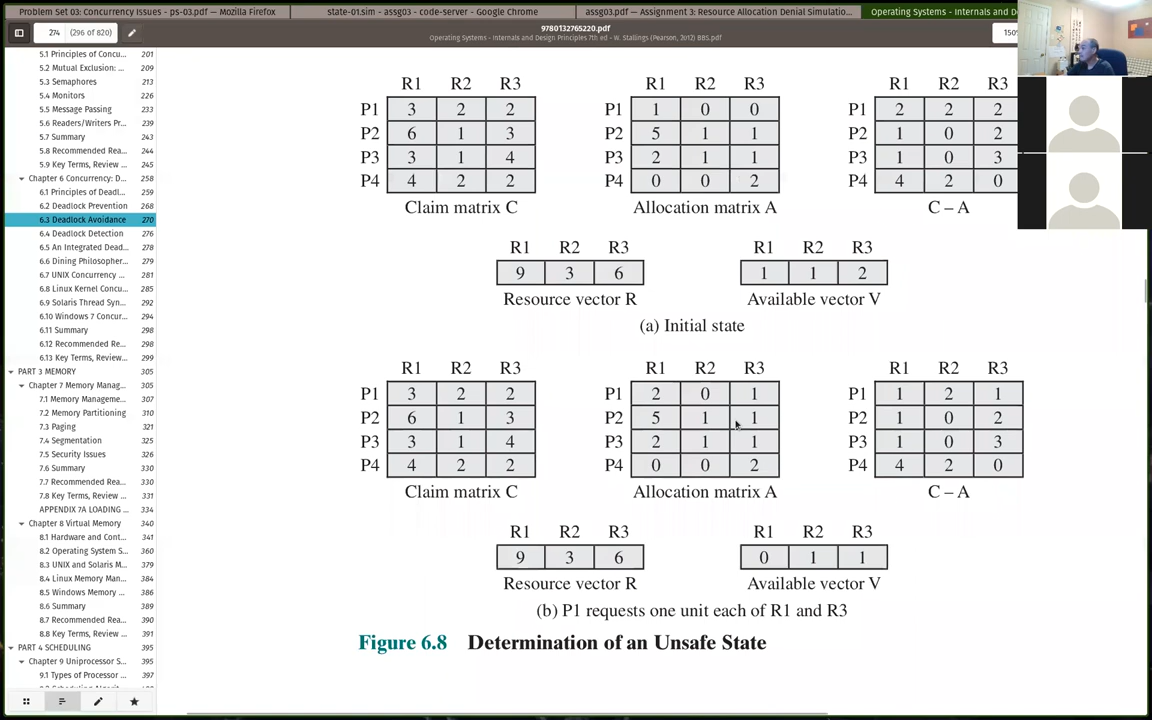 Problem Set 03: Concurrency Issues - ps-03.pdf — Mozilla Firefox
state-01.sim - assg03 - code-server - Google Chrome
assg03.pdf — Assignment 3: Resource Allocation Denial Simulatio...
Operating Systems - Internals and D
274 (296 of 820)
9780132765220.pdf
Operating Systems - Internals and Design Principles 7th ed - W. Stallings (Pearson, 2012) BBS.pdf
150%
5.1 Principles of Concu... 201
5.2 Mutual Exclusion: ... 209
5.3 Semaphores 213
5.4 Monitors 226
5.5 Message Passing 233
5.6 Readers/Writers Pr... 239
5.7 Summary 243
5.8 Recommended Rea... 244
5.9 Key Terms, Review ... 245
Chapter 6 Concurrency: D... 258
6.1 Principles of Deadl... 259
6.2 Deadlock Prevention 268
6.3 Deadlock Avoidance 270
6.4 Deadlock Detection 276
6.5 An Integrated Dead... 278
6.6 Dining Philosopher... 279
6.7 UNIX Concurrency ... 281
6.8 Linux Kernel Concu... 285
6.9 Solaris Thread Syn... 292
6.10 Windows 7 Concur... 294
6.11 Summary 298
6.12 Recommended Re... 298
6.13 Key Terms, Review... 299
PART 3 MEMORY 305
Chapter 7 Memory Manag... 305
7.1 Memory Manageme... 307
7.2 Memory Partitioning 310
7.3 Paging 321
7.4 Segmentation 325
7.5 Security Issues 326
7.6 Summary 330
7.7 Recommended Rea... 330
7.8 Key Terms, Review ... 331
APPENDIX 7A LOADING ... 334
Chapter 8 Virtual Memory 340
8.1 Hardware and Cont... 341
8.2 Operating System S... 360
8.3 UNIX and Solaris M... 379
8.4 Linux Memory Man... 384
8.5 Windows Memory ... 386
8.6 Summary 389
8.7 Recommended Rea... 390
8.8 Key Terms, Review... 391
PART 4 SCHEDULING 395
Chapter 9 Uniprocessor S... 395
9.1 Types of Processor ... 397
R1 R2 R3 R1 R2 R3 R1 R2 R3
P1 3 2 2 P1 1 0 0 P1 2 2 2
P2 6 1 3 P2 5 1 1 P2 1 0 2
P3 3 1 4 P3 2 1 1 P3 1 0 3
P4 4 2 2 P4 0 0 2 P4 4 2 0
Claim matrix C Allocation matrix A C – A
R1 R2 R3 R1 R2 R3
9 3 6 1 1 2
Resource vector R Available vector V
(a) Initial state
R1 R2 R3 R1 R2 R3 R1 R2 R3
P1 3 2 2 P1 2 0 1 P1 1 2 1
P2 6 1 3 P2 5 1 1 P2 1 0 2
P3 3 1 4 P3 2 1 1 P3 1 0 3
P4 4 2 2 P4 0 0 2 P4 4 2 0
Claim matrix C Allocation matrix A C – A
R1 R2 R3 R1 R2 R3
9 3 6 0 1 1
Resource vector R Available vector V
(b) P1 requests one unit each of R1 and R3
Figure 6.8 Determination of an Unsafe State